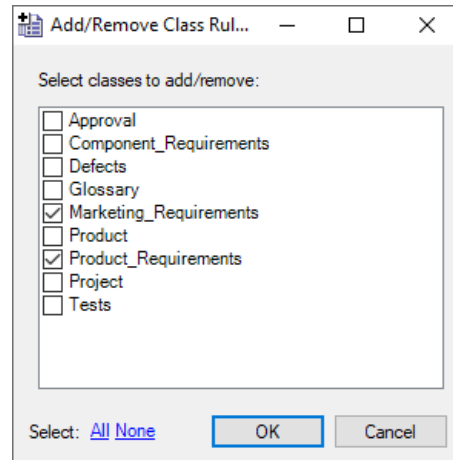 Add/Remove Class Rul...
Select classes to add/remove:
Approval
Component_Requirements
Defects
Glossary
Marketing_Requirements
Product
Product_Requirements
Project
Tests
Select: All None OK Cancel